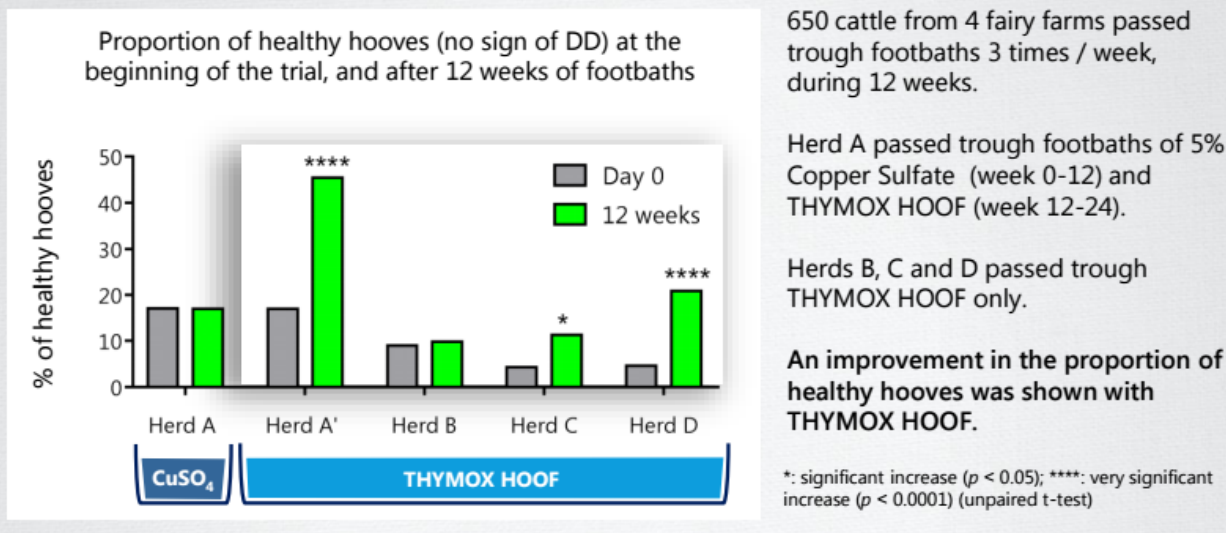 Proportion of healthy hooves (no sign of DD) at the
beginning of the trial, and after 12 weeks of footbaths
% of healthy hooves
50
40
30
20
10
0
****
*
****
Day 0
12 weeks
Herd A
Herd A'
Herd B
Herd C
Herd D
CuSO₄
THYMOX HOOF
650 cattle from 4 fairy farms passed
trough footbaths 3 times / week,
during 12 weeks.
Herd A passed trough footbaths of 5%
Copper Sulfate (week 0-12) and
THYMOX HOOF (week 12-24).
Herds B, C and D passed trough
THYMOX HOOF only.
An improvement in the proportion of
healthy hooves was shown with
THYMOX HOOF.
*: significant increase (p < 0.05); ****: very significant
increase (p < 0.0001) (unpaired t-test)